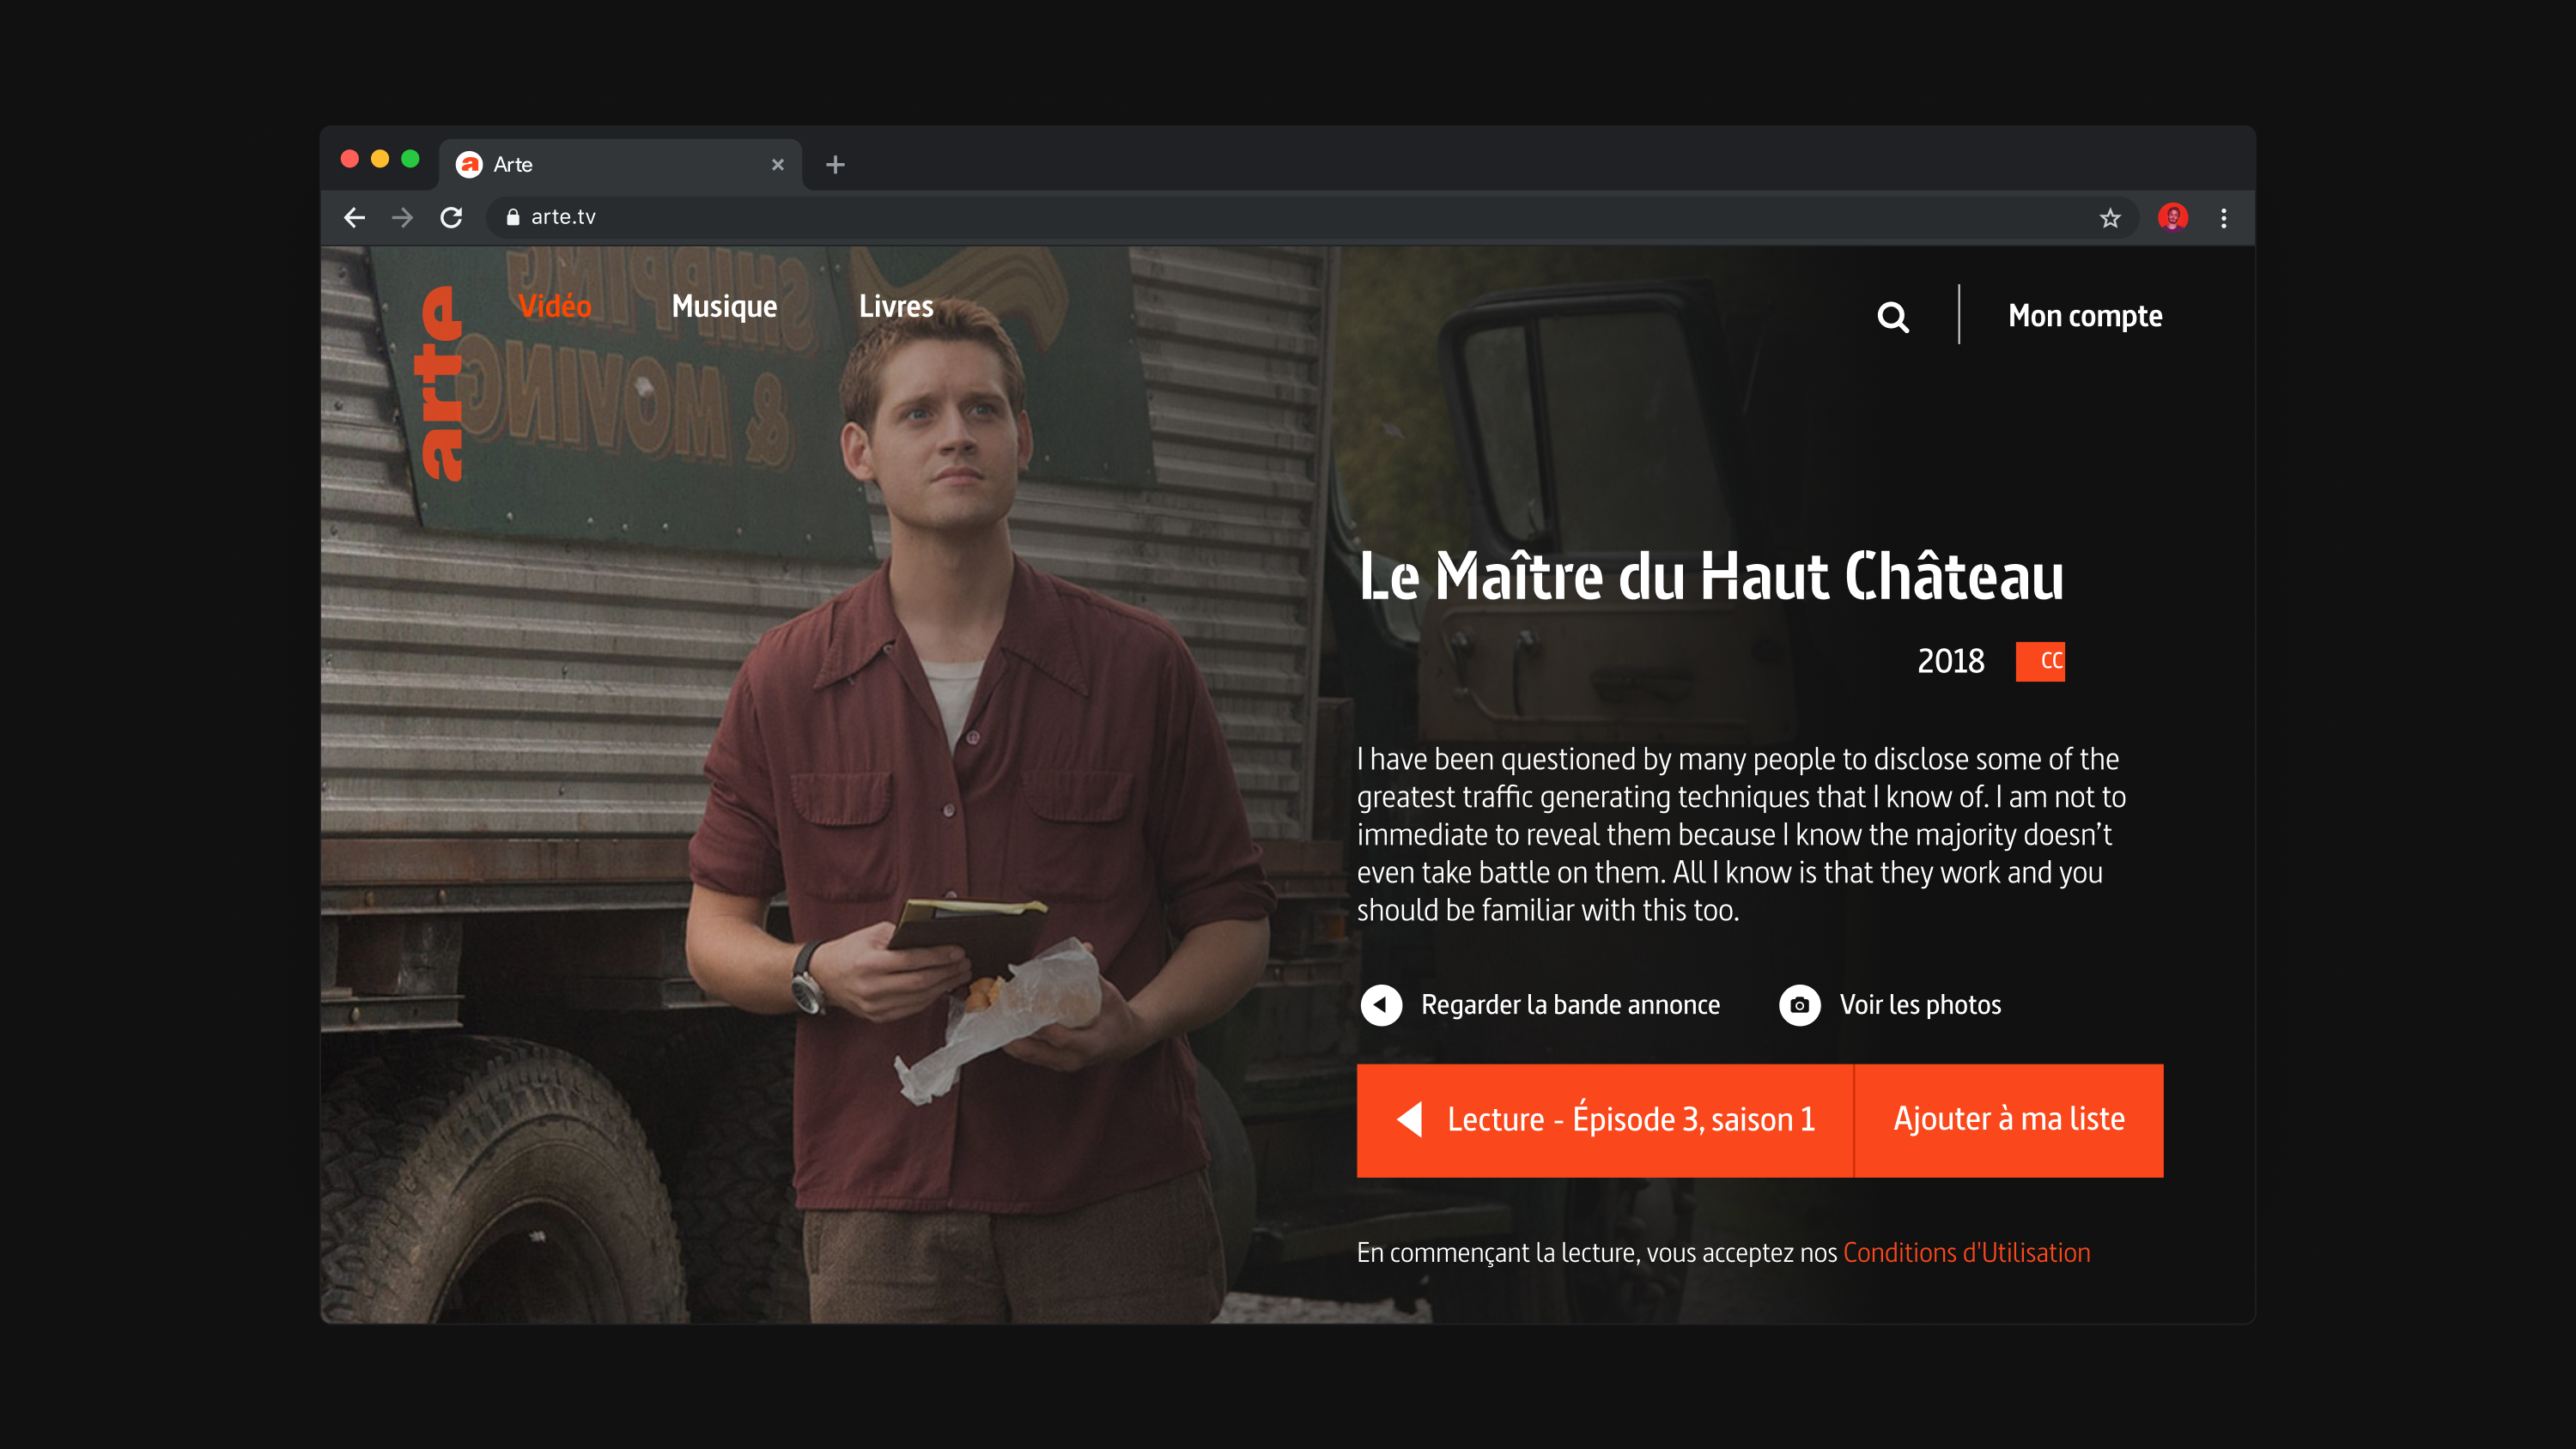 Arte
arte.tv
arte
Vidéo
Musique
Livres
Mon compte
SHIPPING
& MOVING
Le Maître du Haut Château
2018
CC
I have been questioned by many people to disclose some of the
greatest traffic generating techniques that I know of. I am not to
immediate to reveal them because I know the majority doesn’t
even take battle on them. All I know is that they work and you
should be familiar with this too.
Regarder la bande annonce
Voir les photos
Lecture - Épisode 3, saison 1
Ajouter à ma liste
En commençant la lecture, vous acceptez nos Conditions d'Utilisation